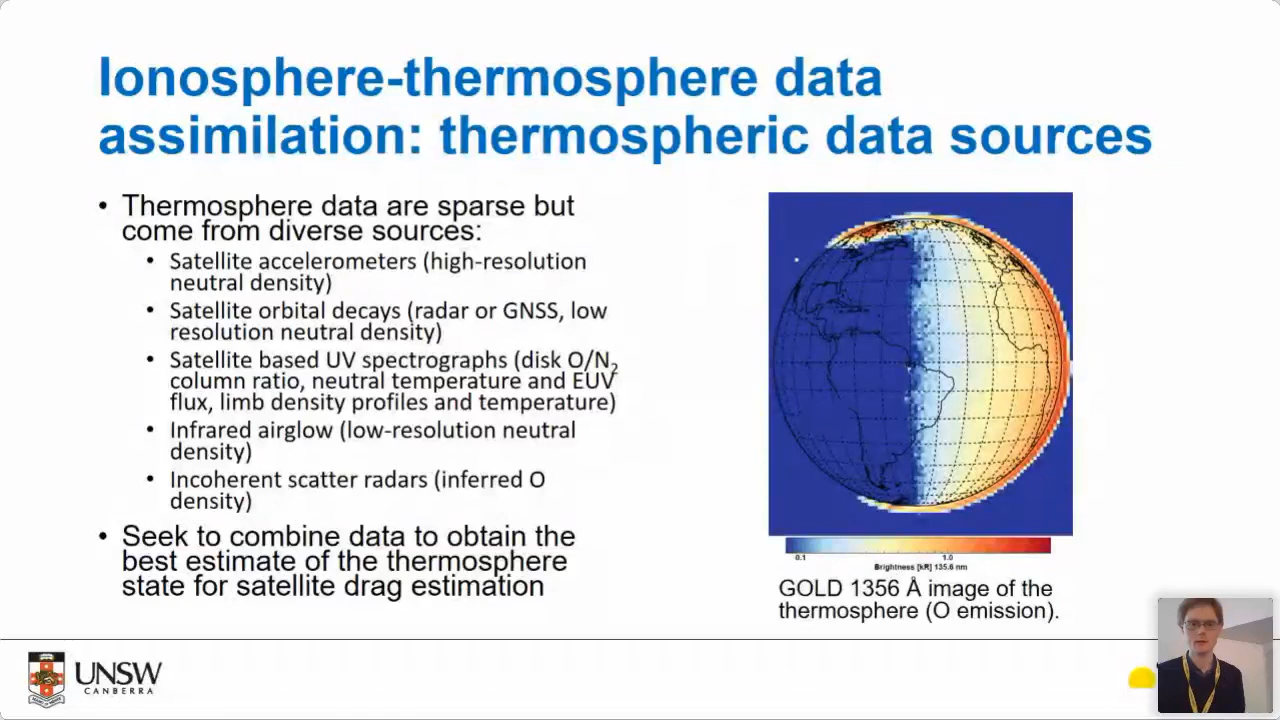 Ionosphere-thermosphere data
assimilation: thermospheric data sources
• Thermosphere data are sparse but
come from diverse sources:
• Satellite accelerometers (high-resolution
neutral density)
• Satellite orbital decays (radar or GNSS, low
resolution neutral density)
• Satellite based UV spectrographs (disk O/N₂
column ratio, neutral temperature and EUV
flux, limb density profiles and temperature)
• Infrared airglow (low-resolution neutral
density)
• Incoherent scatter radars (inferred O
density)
• Seek to combine data to obtain the
best estimate of the thermosphere
state for satellite drag estimation
0.1 1.0
Brightness [kR] 135.6 nm
GOLD 1356 Å image of the
thermosphere (O emission).
UNSW
CANBERRA